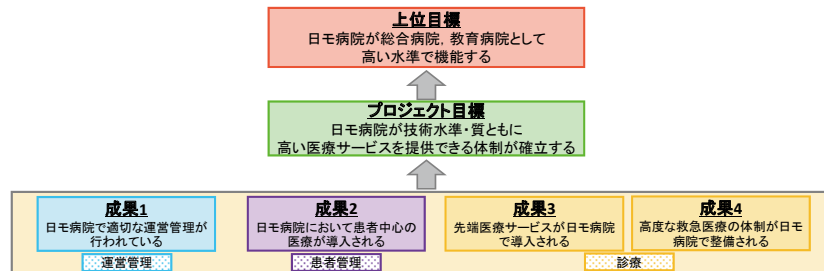 上位目標
日モ病院が総合病院, 教育病院として
高い水準で機能する
プロジェクト目標
日モ病院が技術水準・質ともに
高い医療サービスを提供できる体制が確立する
成果1
日モ病院で適切な運営管理が
行われている
運営管理
成果2
日モ病院において患者中心の
医療が導入される
患者管理
成果3
先端医療サービスが日モ病院
で導入される
成果4
高度な救急医療の体制が日モ
病院で整備される
診療